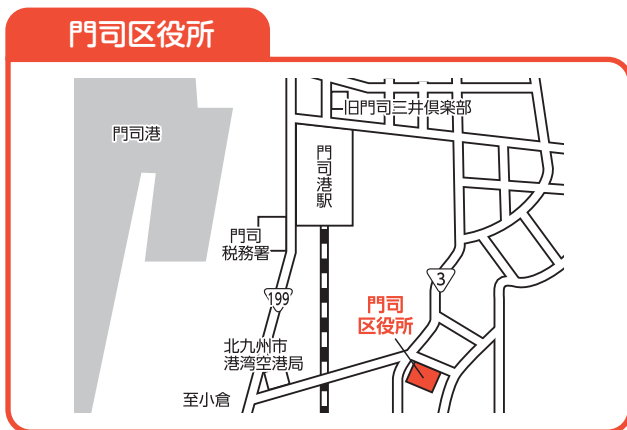 門司区役所
旧門司三井俱楽部
門司港
門司港駅
門司
税務署
3
199
門司
区役所
北九州市
港湾空港局
至小倉